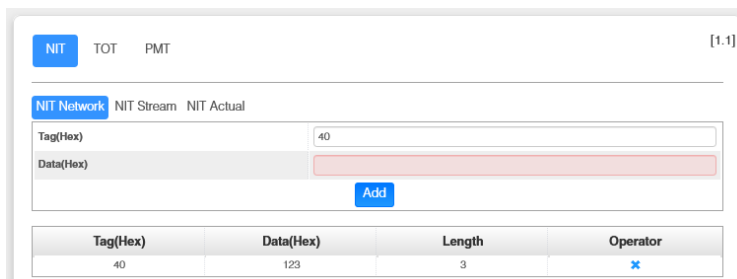 NIT TOT PMT [1.1]
NIT Network NIT Stream NIT Actual
Tag(Hex) 40
Data(Hex)
Add
Tag(Hex) Data(Hex) Length Operator
40 123 3